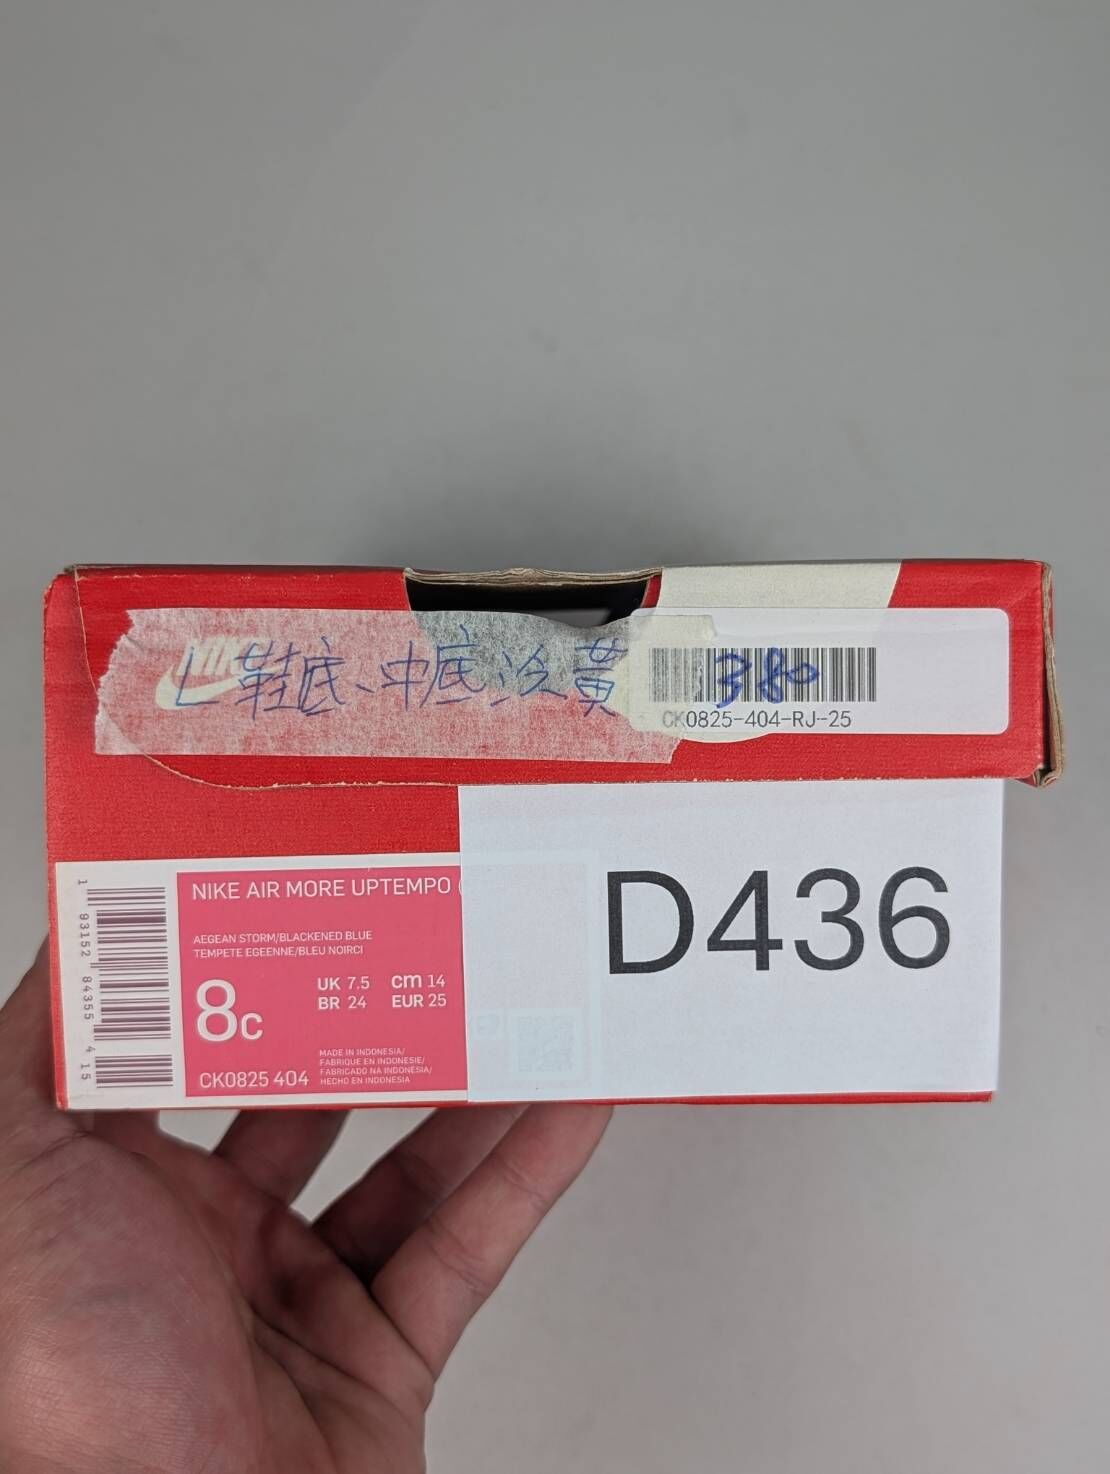 NIKE
L 鞋底、中底泛黃
380
CK0825-404-RJ-25
D436
1 93152 84355 4 15
NIKE AIR MORE UPTEMPO (
AEGEAN STORM/BLACKENED BLUE
TEMPETE EGEENNE/BLEU NOIRCI
8C
UK 7.5 cm 14
BR 24 EUR 25
CK0825 404
MADE IN INDONESIA/
FABRIQUE EN INDONESIE/
FABRICADO NA INDONESIA/
HECHO EN INDONESIA